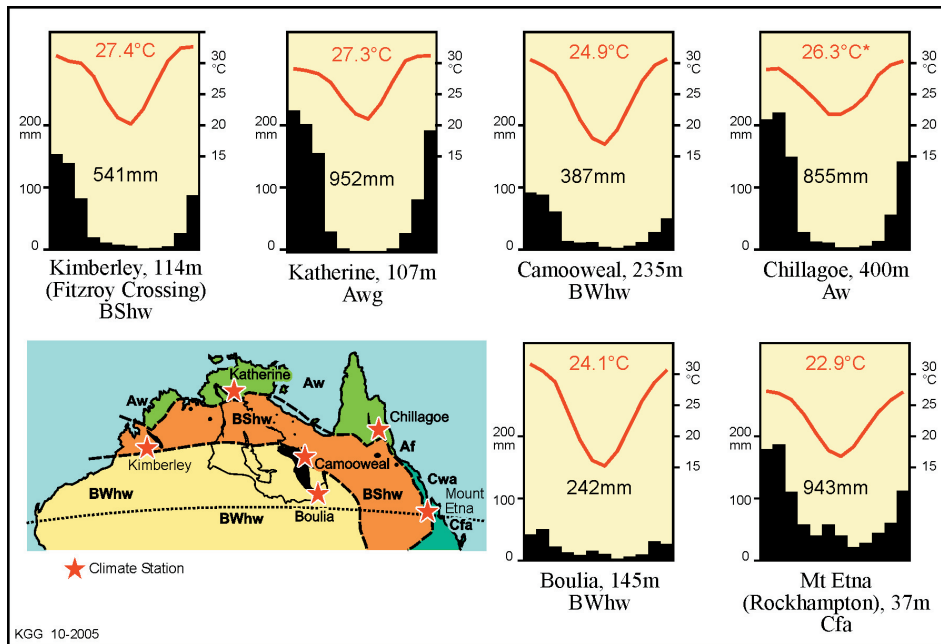 27.4°C
30
°C
25
20
15
200
mm
100
0
541mm
Kimberley, 114m
(Fitzroy Crossing)
BShw
27.3°C
30
°C
25
20
15
200
mm
100
0
952mm
Katherine, 107m
Awg
24.9°C
30
°C
25
20
15
200
mm
100
0
387mm
Camooweal, 235m
BWhw
26.3°C*
30
°C
25
20
15
200
mm
100
0
855mm
Chillagoe, 400m
Aw
Katherine
Aw
Aw
BShw
Chillagoe
Af
Kimberley
Camooweal
Cwa
BWhw
BShw
Mount
Etna
Boulia
BWhw
Cfa
Climate Station
24.1°C
30
°C
25
20
15
200
mm
100
0
242mm
Boulia, 145m
BWhw
22.9°C
30
°C
25
20
15
200
mm
100
0
943mm
Mt Etna
(Rockhampton), 37m
Cfa
KGG 10-2005